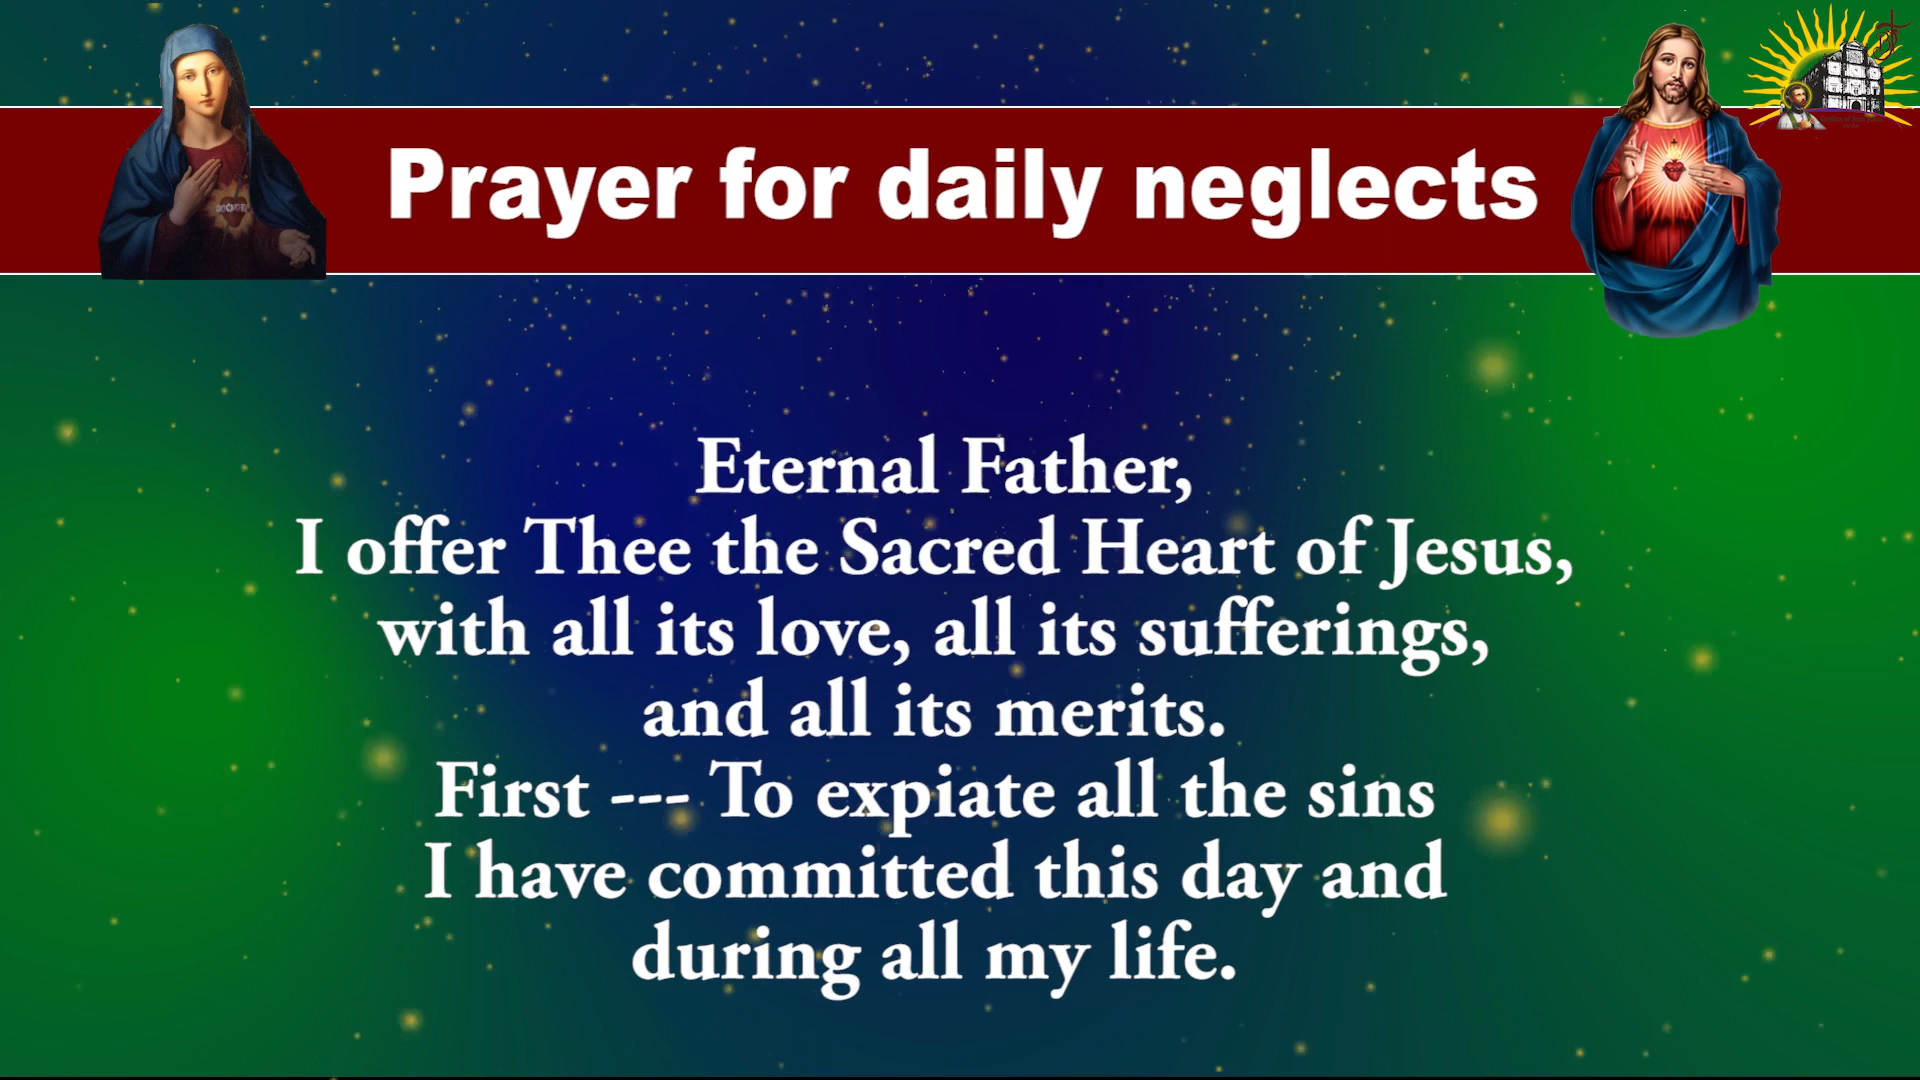 Prayer for daily neglects
Eternal Father,
I offer Thee the Sacred Heart of Jesus,
with all its love, all its sufferings,
and all its merits.
First --- To expiate all the sins
I have committed this day and
during all my life.